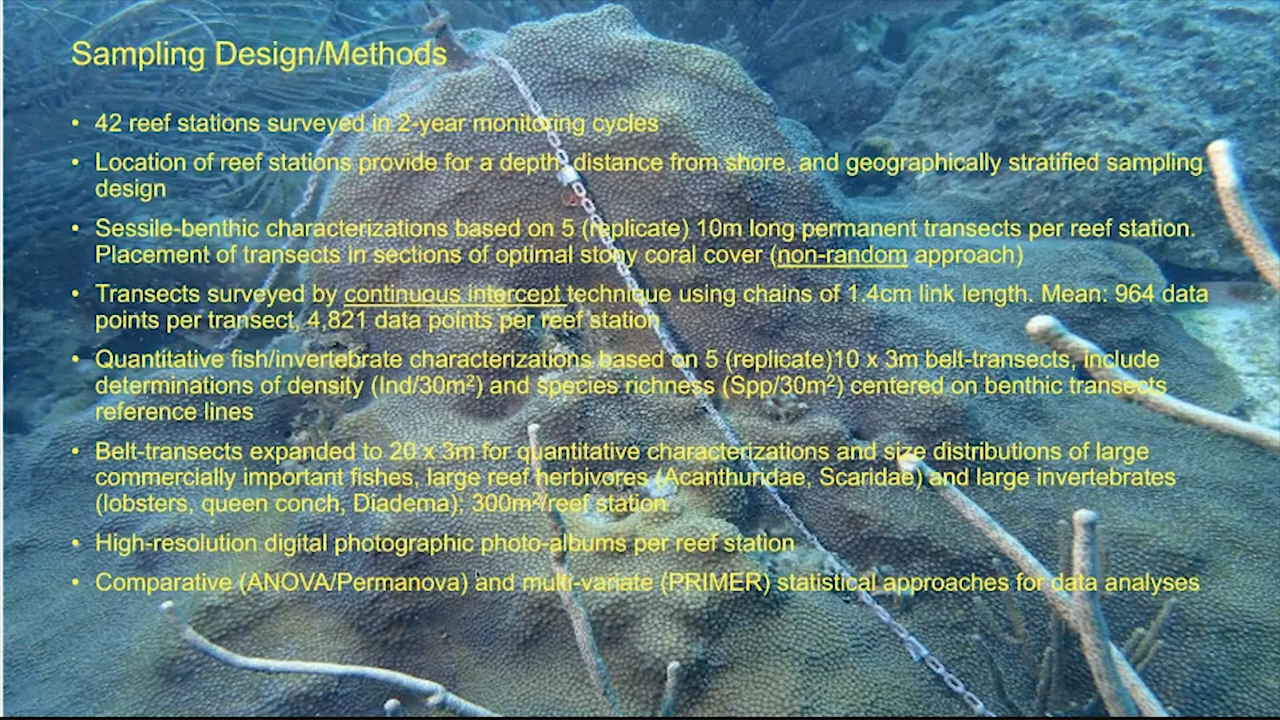 Sampling Design/Methods
• 42 reef stations surveyed in 2-year monitoring cycles
• Location of reef stations provide for a depth, distance from shore, and geographically stratified sampling
design
• Sessile-benthic characterizations based on 5 (replicate) 10m long permanent transects per reef station.
Placement of transects in sections of optimal stony coral cover (non-random approach)
• Transects surveyed by continuous intercept technique using chains of 1.4cm link length. Mean: 964 data
points per transect, 4,821 data points per reef station
• Quantitative fish/invertebrate characterizations based on 5 (replicate)10 x 3m belt-transects, include
determinations of density (Ind/30m²) and species richness (Spp/30m²) centered on benthic transects
reference lines
• Belt-transects expanded to 20 x 3m for quantitative characterizations and size distributions of large
commercially important fishes, large reef herbivores (Acanthuridae, Scaridae) and large invertebrates
(lobsters, queen conch, Diadema); 300m²/reef station
• High-resolution digital photographic photo-albums per reef station
• Comparative (ANOVA/Permanova) and multi-variate (PRIMER) statistical approaches for data analyses